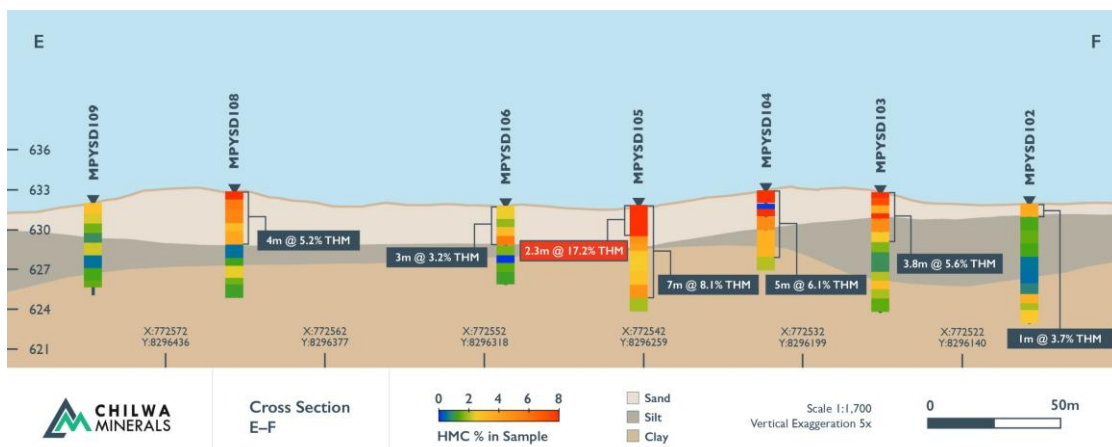 E
F
MPYSD109
MPYSD108
MPYSD106
MPYSD105
MPYSD104
MPYSD103
MPYSD102
636
633
630
627
624
621
4m @ 5.2% THM
3m @ 3.2% THM
2.3m @ 17.2% THM
7m @ 8.1% THM
5m @ 6.1% THM
3.8m @ 5.6% THM
1m @ 3.7% THM
X:772572
Y:8296436
X:772562
Y:8296377
X:772552
Y:8296318
X:772542
Y:8296259
X:772532
Y:8296199
X:772522
Y:8296140
CHILWA
MINERALS
Cross Section
E–F
0 2 4 6 8
HMC % in Sample
Sand
Silt
Clay
Scale 1:1,700
Vertical Exaggeration 5x
0 50m